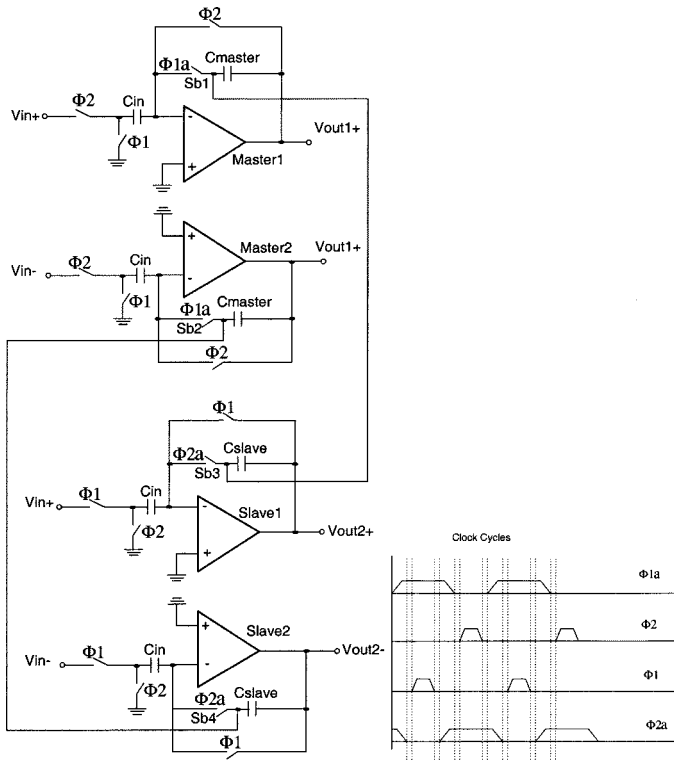 Φ2
Cmaster
Φ1a
Sb1
Φ2
Cin
Vin+
Φ1
-
+
Master1
Vout1+
+
-
Master2
Vout1+
Vin-
Φ2
Cin
Φ1
Φ1a
Cmaster
Sb2
Φ2
Φ1
Φ2a
Cslave
Sb3
Vin+
Φ1
Cin
Φ2
-
+
Slave1
Vout2+
Clock Cycles
Φ1a
Φ2
Φ1
Φ2a
+
-
Slave2
Vout2-
Vin-
Φ1
Cin
Φ2
Φ2a
Cslave
Sb4
Φ1